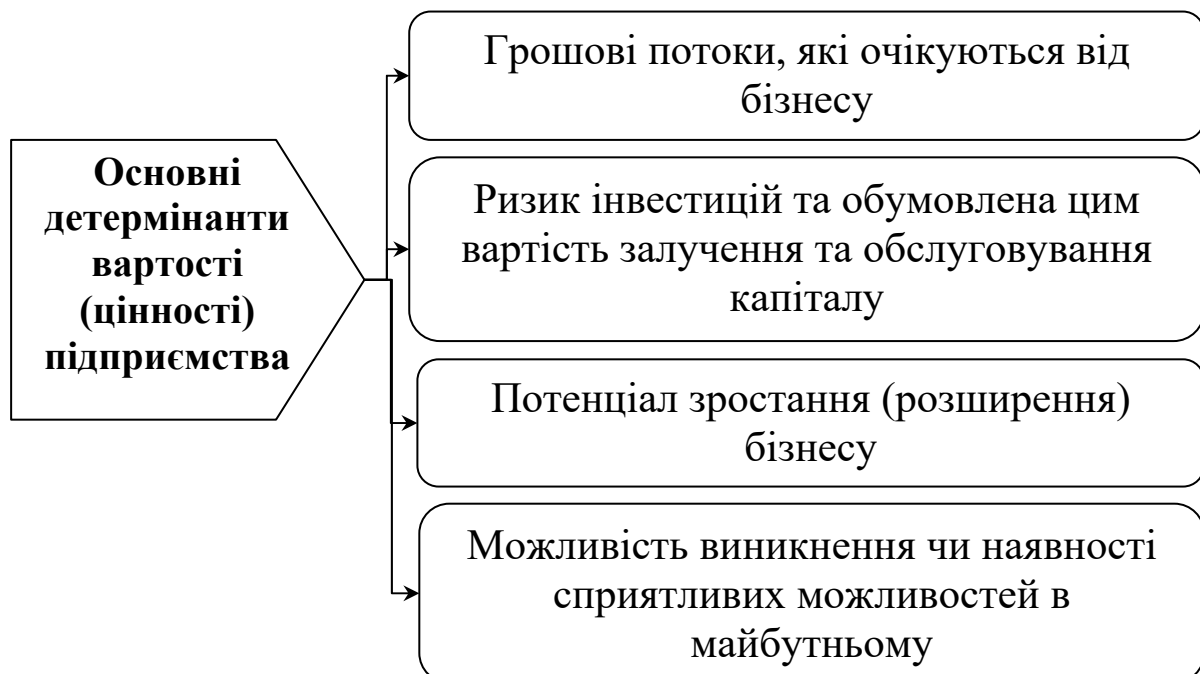 Основні
детермінанти
вартості
(цінності)
підприємства
Грошові потоки, які очікуються від
бізнесу
Ризик інвестицій та обумовлена цим
вартість залучення та обслуговування
капіталу
Потенціал зростання (розширення)
бізнесу
Можливість виникнення чи наявності
сприятливих можливостей в
майбутньому